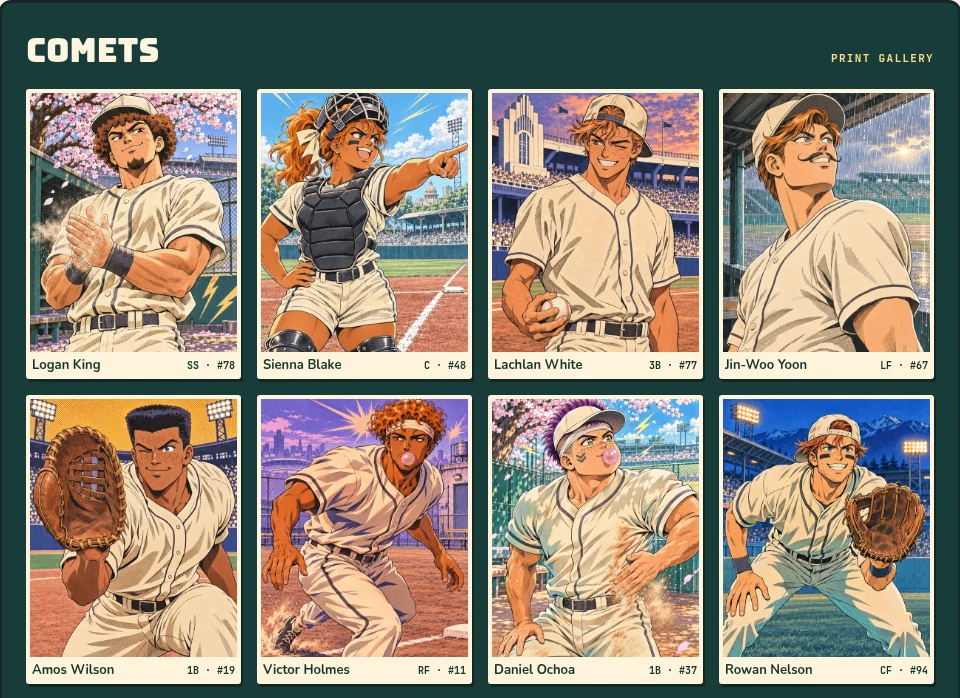 COMETS
PRINT GALLERY
Logan King SS · #78
Sienna Blake C · #48
Lachlan White 3B · #77
Jin-Woo Yoon LF · #67
Amos Wilson 1B · #19
Victor Holmes RF · #11
Daniel Ochoa 1B · #37
Rowan Nelson CF · #94